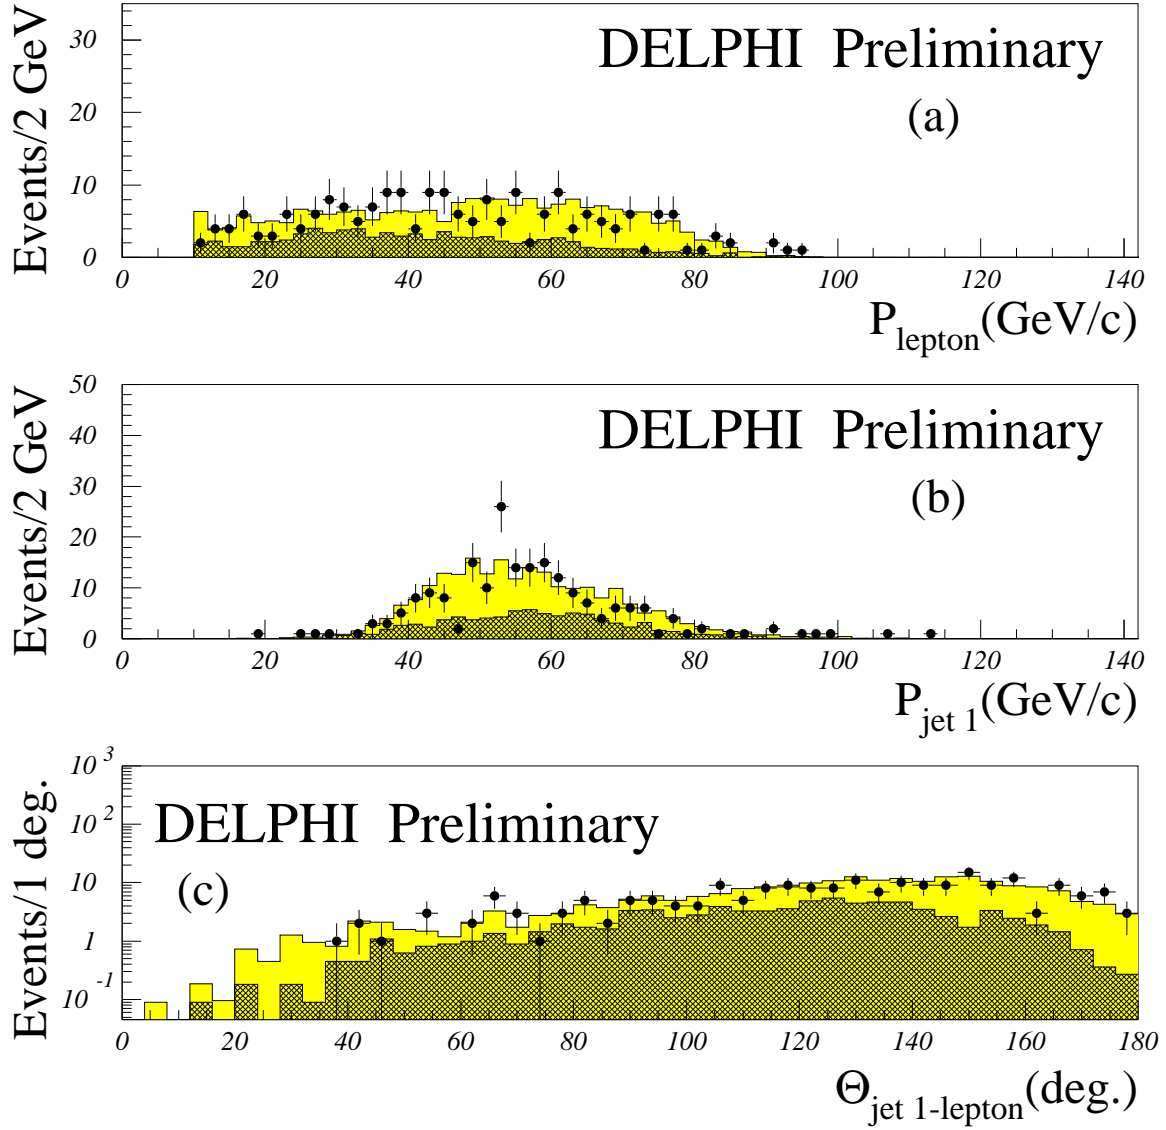 DELPHI Preliminary
(a)
Events/2 GeV
30
20
10
0
0 20 40 60 80 100 120 140
P lepton (GeV/c)
DELPHI Preliminary
(b)
Events/2 GeV
50
40
30
20
10
0
0 20 40 60 80 100 120 140
P jet 1 (GeV/c)
DELPHI Preliminary
(c)
Events/1 deg.
10 3
10 2
10
1
10 -1
0 20 40 60 80 100 120 140 160 180
Θ jet 1-lepton (deg.)